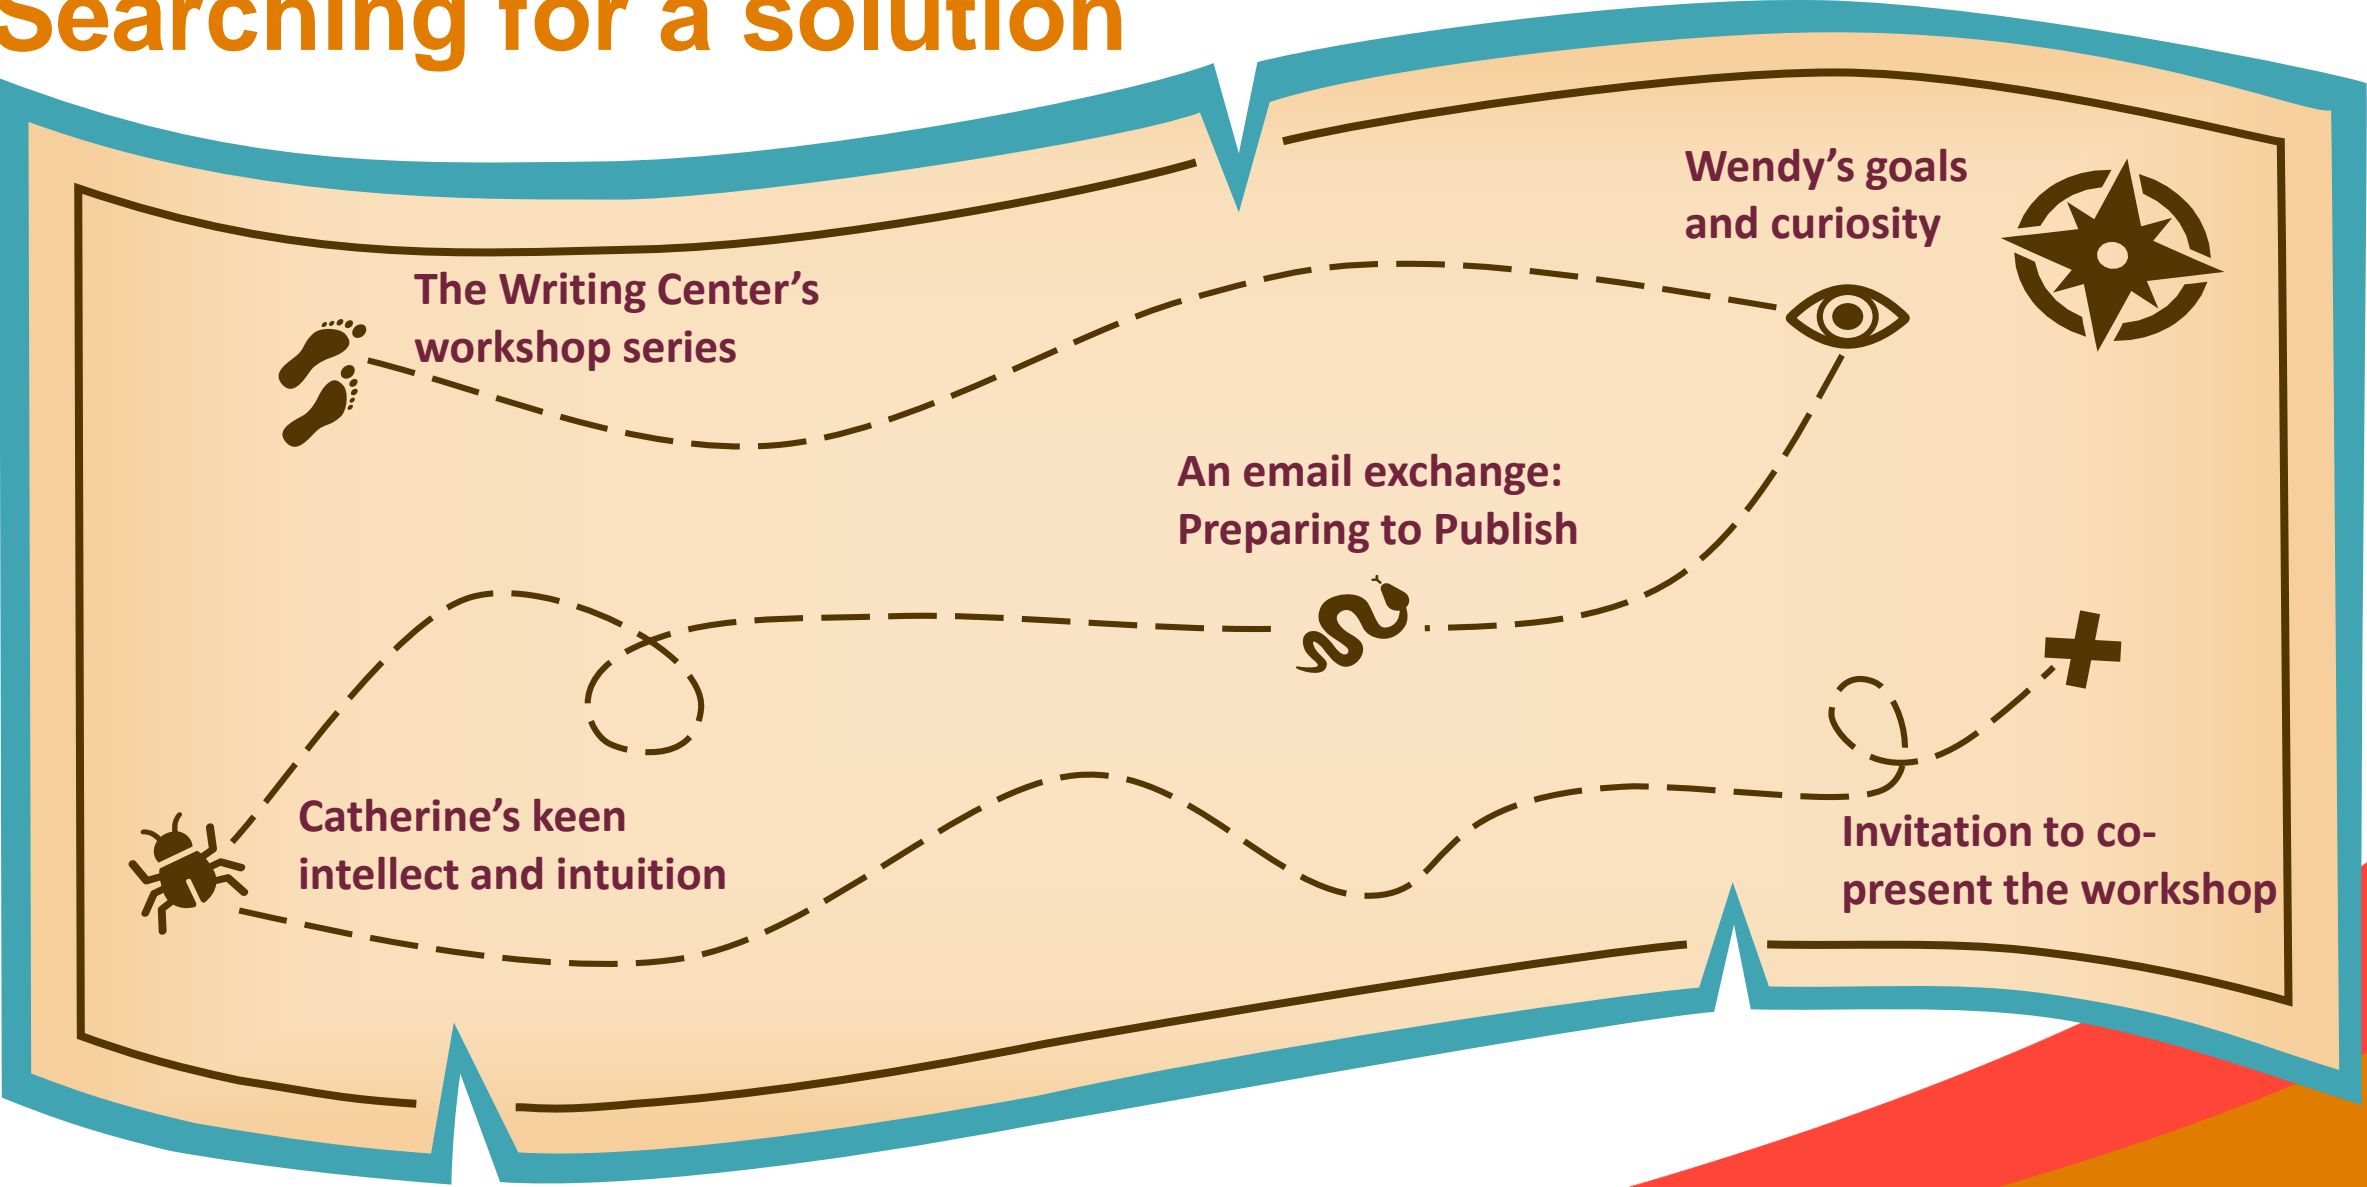 Searching for a solution
Wendy’s goals
and curiosity
The Writing Center’s
workshop series
An email exchange:
Preparing to Publish
Catherine’s keen
intellect and intuition
Invitation to co-
present the workshop